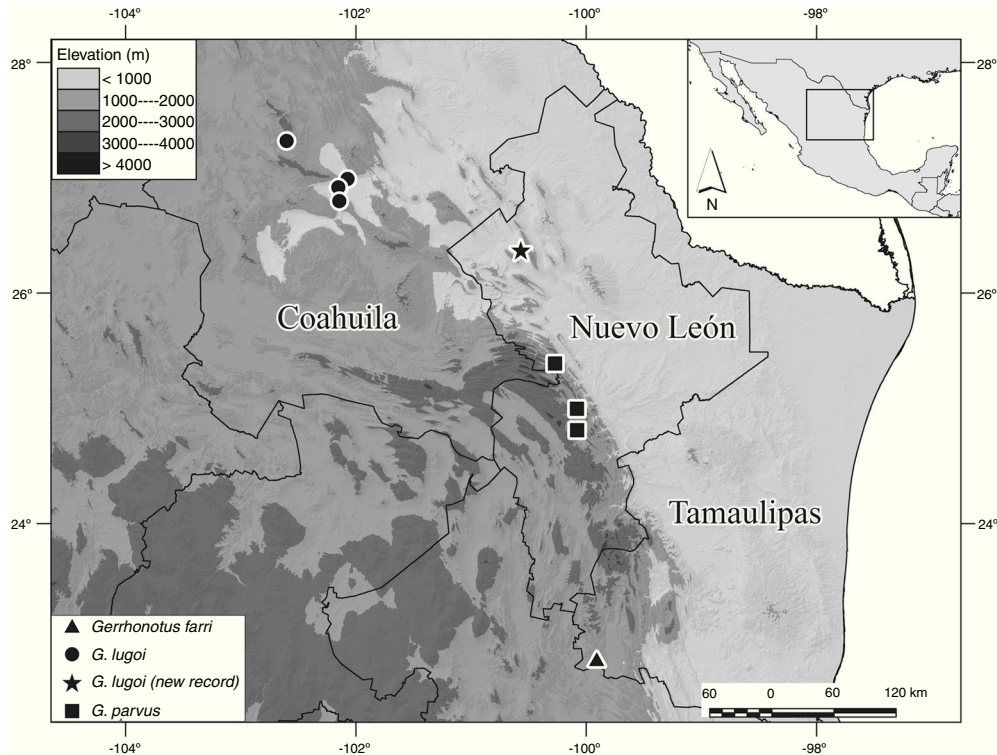 -104° -102° -100° -98°
Elevation (m)
< 1000
1000----2000
2000----3000
3000----4000
> 4000
28° 28°
N
26° 26°
Coahuila
Nuevo León
Tamaulipas
24° 24°
Gerrhonotus farri
G. lugoi
G. lugoi (new record)
G. parvus
60 0 60 120 km
-104° -102° -100° -98°